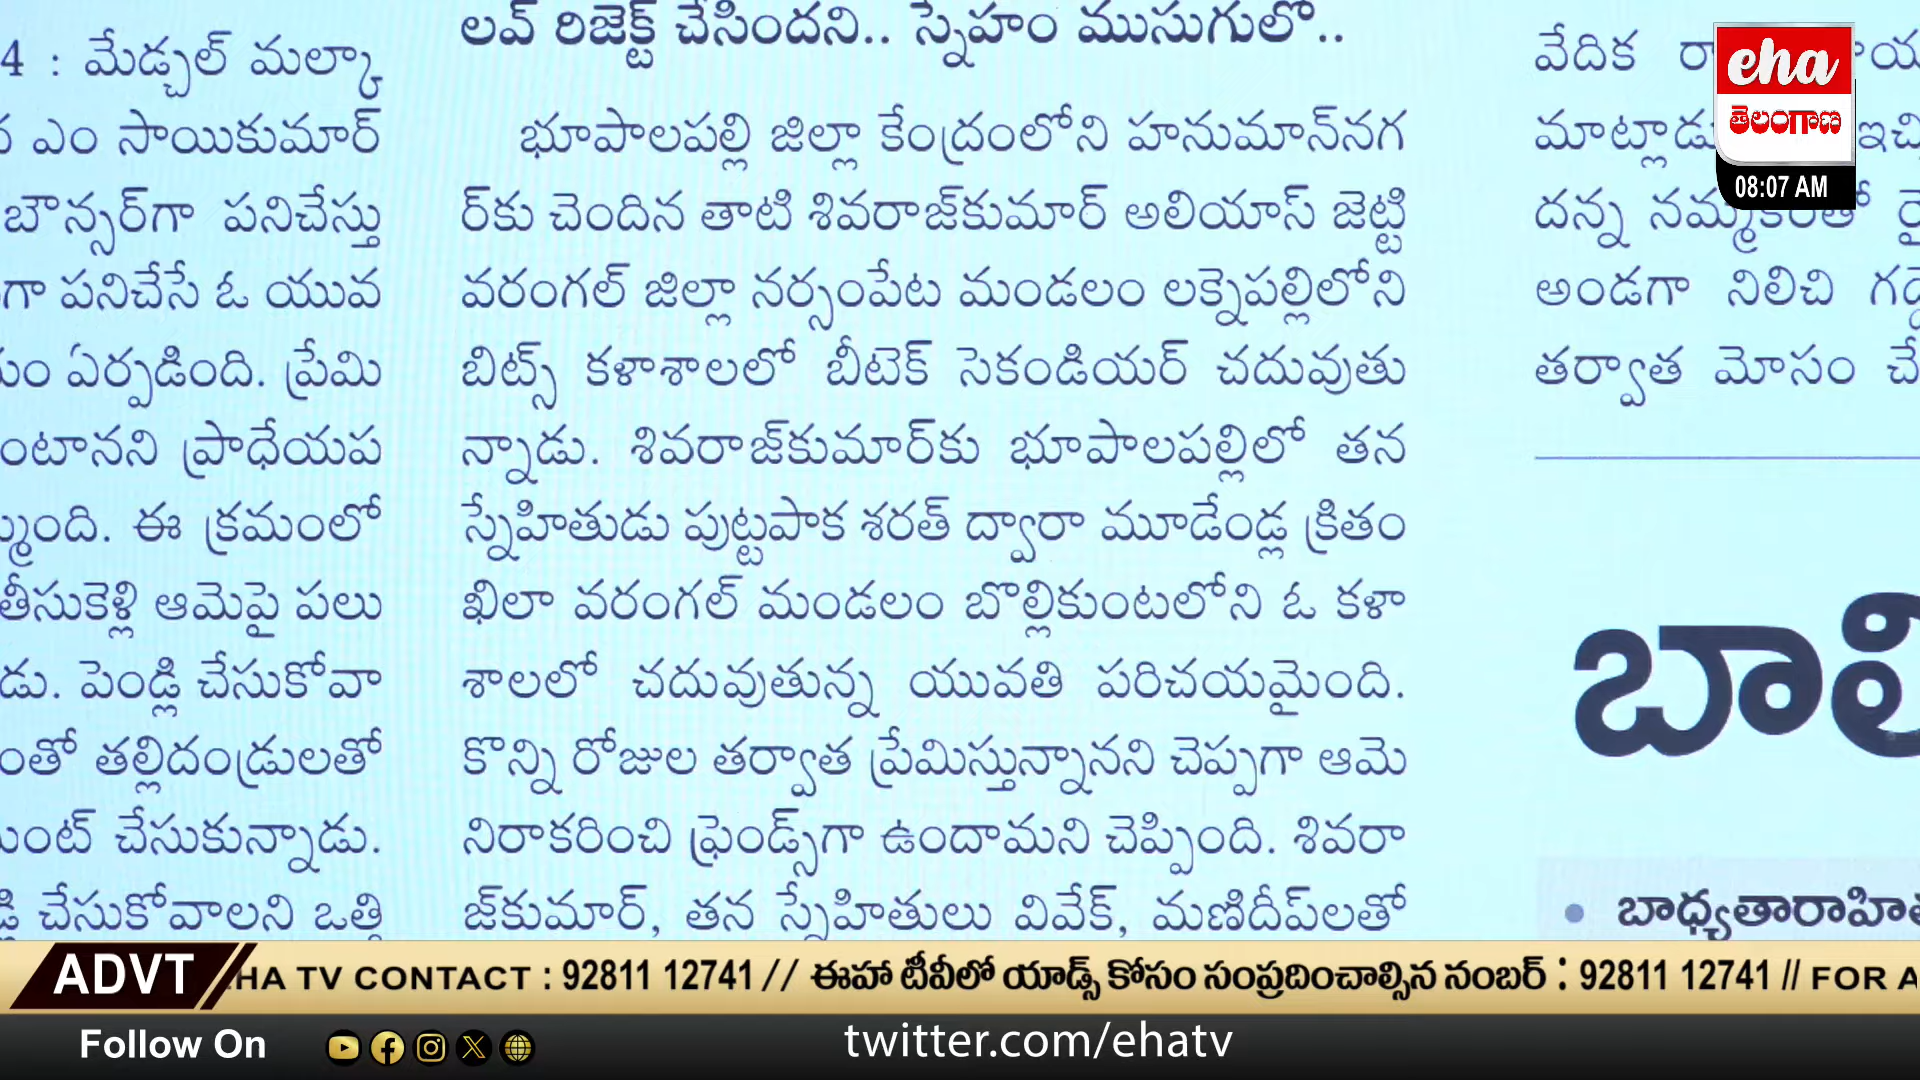 4 : మేడ్చల్ మల్కా
ఎం సాయికుమార్
బౌన్సర్‌గా పనిచేస్తు
గా పనిచేసే ఓ యువ
ఏర్పడింది. ప్రేమి
ంటానని ప్రాధేయప
మ్మింది. ఈ క్రమంలో
తీసుకెళ్లి ఆమెపై పలు
డు. పెండ్లి చేసుకోవా
ంతో తల్లిదండ్రులతో
చేసుకున్నాడు.
చేసుకోవాలని ఒత్తి
లవ్ రిజెక్ట్ చేసిందని.. స్నేహం ముసుగులో..
భూపాలపల్లి జిల్లా కేంద్రంలోని హనుమాన్‌నగ
ర్‌కు చెందిన తాటి శివరాజ్‌కుమార్ అలియాస్ జెట్టి
వరంగల్ జిల్లా నర్సంపేట మండలం లక్నెపల్లిలోని
బిట్స్ కళాశాలలో బీటెక్ సెకండియర్ చదువుతు
న్నాడు. శివరాజ్‌కుమార్‌కు భూపాలపల్లిలో తన
స్నేహితుడు పుట్టపాక శరత్ ద్వారా మూడేండ్ల క్రితం
ఖిలా వరంగల్ మండలం బొల్లికుంటలోని ఓ కళా
శాలలో చదువుతున్న యువతి పరిచయమైంది.
కొన్ని రోజుల తర్వాత ప్రేమిస్తున్నానని చెప్పగా ఆమె
నిరాకరించి ఫ్రెండ్స్‌గా ఉందామని చెప్పింది. శివరా
జ్‌కుమార్, తన స్నేహితులు వివేక్, మణిదీప్‌లతో
వేదిక
మాట్లాడు ఇచ్చి
దన్న నమ్మకంతో
అండగా నిలిచి
తర్వాత మోసం చే
బాలి
• బాధ్యతారాహిత
eha
తెలంగాణ
08:07 AM
ADVT
HA TV CONTACT : 92811 12741 // ఈహా టీవీలో యాడ్స్ కోసం సంప్రదించాల్సిన నంబర్ : 92811 12741 // FOR A
Follow On
twitter.com/ehatv